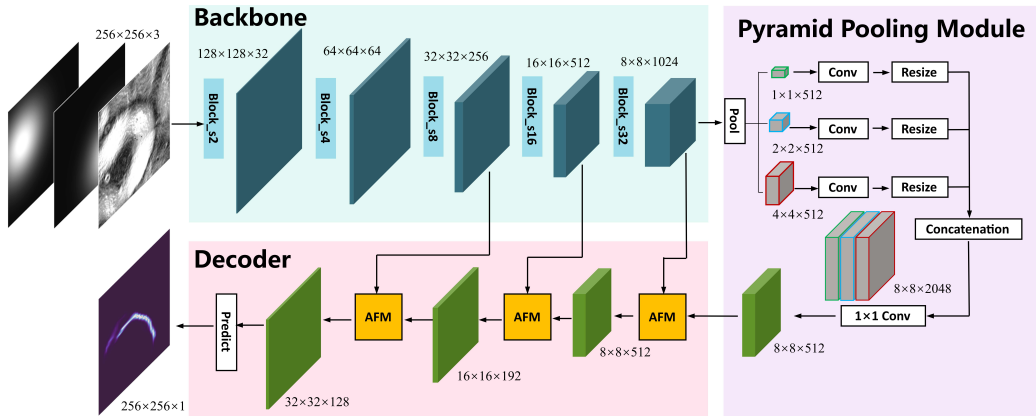 Backbone
Pyramid Pooling Module
256×256×3
128×128×32
64×64×64
32×32×256
16×16×512
8×8×1024
Block_s2
Block_s4
Block_s8
Block_s16
Block_s32
Pool
Conv
Resize
1×1×512
Conv
Resize
2×2×512
Conv
Resize
4×4×512
Concatenation
8×8×2048
1×1 Conv
8×8×512
Decoder
AFM
AFM
AFM
Predict
8×8×512
16×16×192
32×32×128
256×256×1